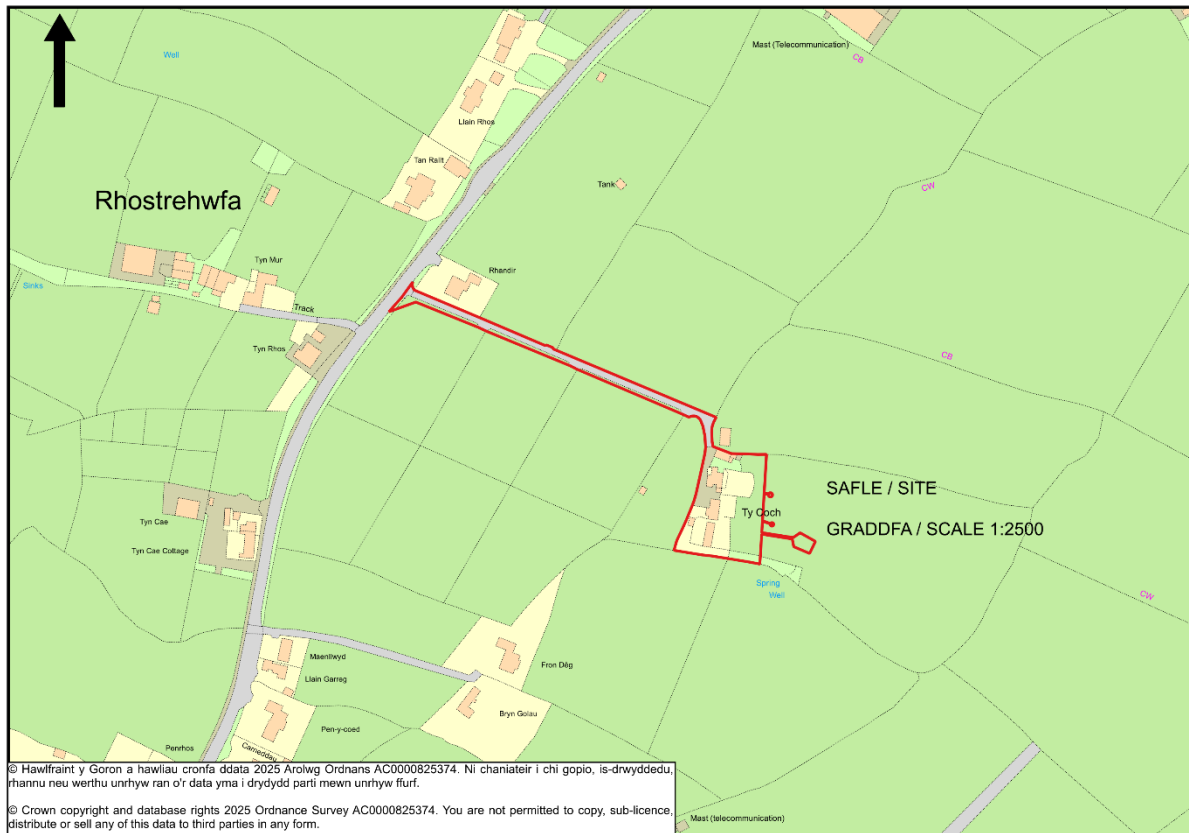 Mast (Telecommunication)
Well
CB
Llain Rhos
Tan Rallt
Tank
CW
Rhostrehwfa
Tyn Mur
Rhandir
Sinks
Track
Tyn Rhos
CB
SAFLE / SITE
Ty Coch
GRADDFA / SCALE 1:2500
Tyn Cae
Tyn Cae Cottage
Spring
Well
CW
Maenllwyd
Fron Dêg
Llain Garreg
Bryn Golau
Pen-y-coed
Penrhos
Carneddau
© Hawlfraint y Goron a hawliau cronfa ddata 2025 Arolwg Ordnans AC0000825374. Ni chaniateir i chi gopio, is-drwyddedu,
rhannu neu werthu unrhyw ran o'r data yma i drydydd parti mewn unrhyw ffurf.
© Crown copyright and database rights 2025 Ordnance Survey AC0000825374. You are not permitted to copy, sub-licence,
distribute or sell any of this data to third parties in any form.
Mast (telecommunication)